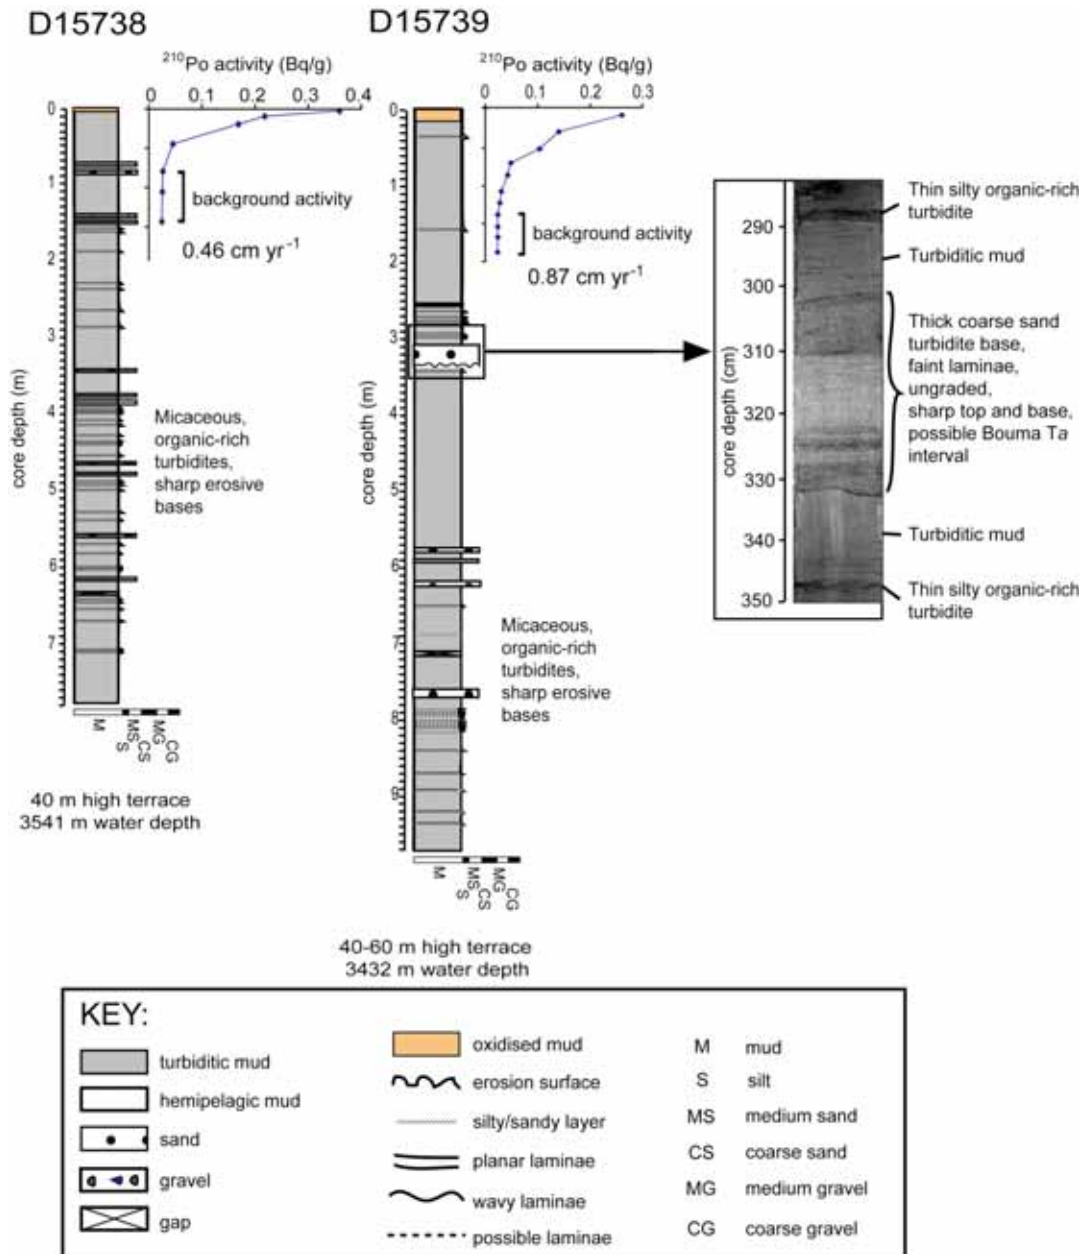 D15738
D15739
210Po activity (Bq/g)
0 0.1 0.2 0.3 0.4
210Po activity (Bq/g)
0 0.1 0.2 0.3
core depth (m)
0
1
2
3
4
5
6
7
background activity
0.46 cm yr-1
Micaceous,
organic-rich
turbidites,
sharp erosive
bases
M S MS CS MG CG
40 m high terrace
3541 m water depth
core depth (m)
0
1
2
3
4
5
6
7
8
9
background activity
0.87 cm yr-1
Micaceous,
organic-rich
turbidites,
sharp erosive
bases
M S MS CS MG CG
40-60 m high terrace
3432 m water depth
core depth (cm)
290
300
310
320
330
340
350
Thin silty organic-rich
turbidite
Turbiditic mud
Thick coarse sand
turbidite base,
faint laminae,
ungraded,
sharp top and base,
possible Bouma Ta
interval
Turbiditic mud
Thin silty organic-rich
turbidite
KEY:
turbiditic mud
hemipelagic mud
sand
gravel
gap
oxidised mud
erosion surface
silty/sandy layer
planar laminae
wavy laminae
possible laminae
M mud
S silt
MS medium sand
CS coarse sand
MG medium gravel
CG coarse gravel